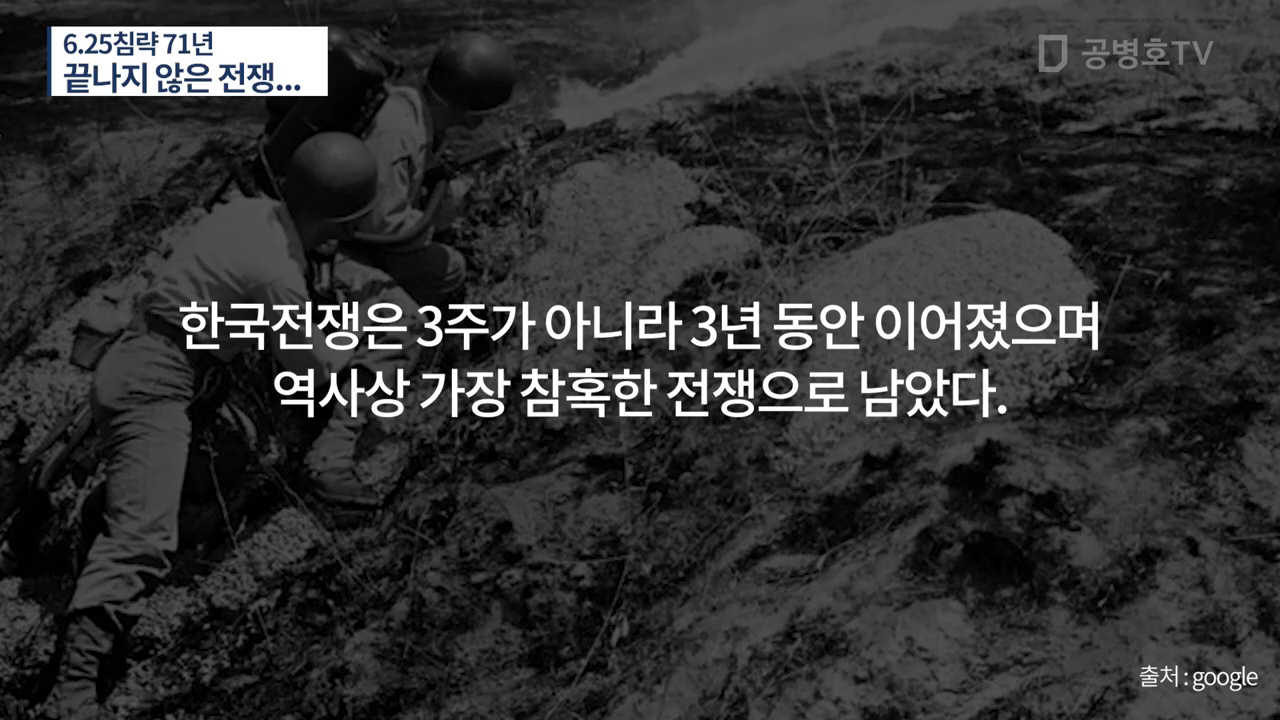 6.25침략 71년
끝나지 않은 전쟁...
공병호TV
한국전쟁은 3주가 아니라 3년 동안 이어졌으며
역사상 가장 참혹한 전쟁으로 남았다.
출처 : google